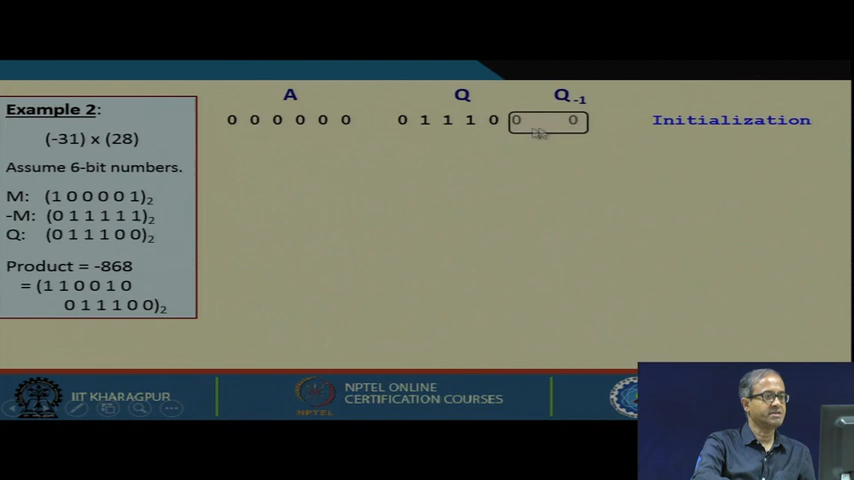 Example 2:
(-31) x (28)
Assume 6-bit numbers.
M: (1 0 0 0 0 1)₂
-M: (0 1 1 1 1 1)₂
Q: (0 1 1 1 0 0)₂
Product = -868
= (1 1 0 0 1 0
0 1 1 1 0 0)₂
A Q Q₋₁
0 0 0 0 0 0 0 1 1 1 0 0 0 Initialization
IIT KHARAGPUR
NPTEL
NPTEL ONLINE
CERTIFICATION COURSES